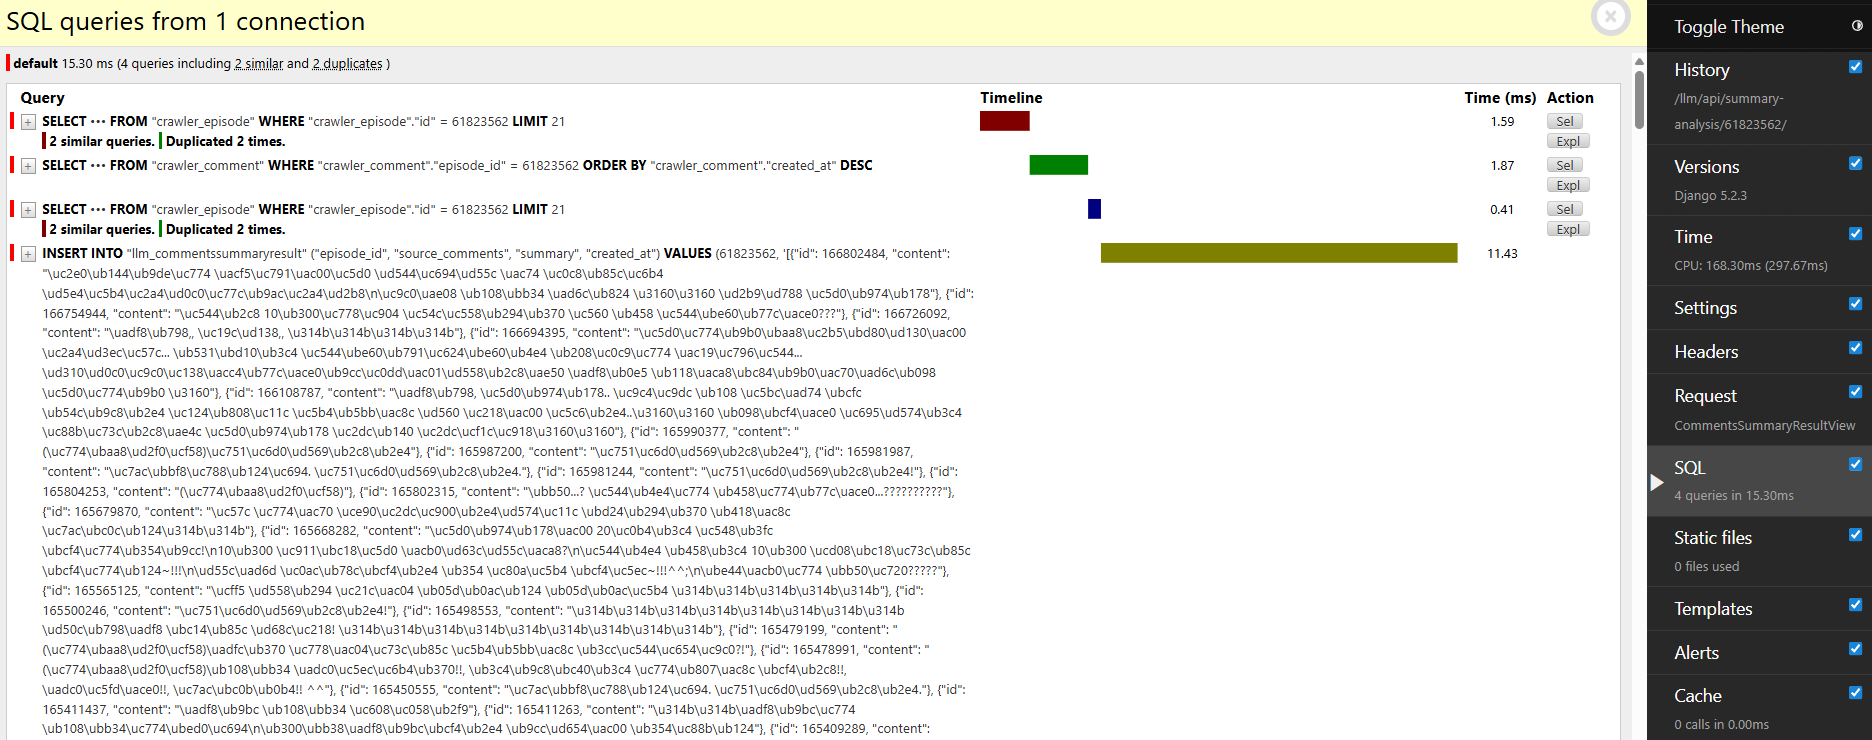 SQL queries from 1 connection
default 15.30 ms (4 queries including 2 similar and 2 duplicates )
Query Timeline Time (ms) Action
SELECT ••• FROM "crawler_episode" WHERE "crawler_episode"."id" = 61823562 LIMIT 21 1.59 Sel
2 similar queries. Duplicated 2 times. Expl
SELECT ••• FROM "crawler_comment" WHERE "crawler_comment"."episode_id" = 61823562 ORDER BY "crawler_comment"."created_at" DESC 1.87 Sel
Expl
SELECT ••• FROM "crawler_episode" WHERE "crawler_episode"."id" = 61823562 LIMIT 21 0.41 Sel
2 similar queries. Duplicated 2 times. Expl
INSERT INTO "llm_commentssummaryresult" ("episode_id", "source_comments", "summary", "created_at") VALUES (61823562, '[{"id": 166802484, "content": 11.43
"\uc2e0\ub144\ub9de\uc774 \uacf5\uc791\uac00\uc5d0 \ud544\uc694\ud55c \uac74 \uc0c8\ub85c\uc6b4
\ud5e4\uc5b4\uc2a4\ud0c0\uc77c\ub9ac\uc2a4\ud2b8\n\uc9c0\uae08 \ub108\ubb34 \uad6c\ub824 \u3160\u3160 \ud2b9\ud788 \uc5d0\ub974\ub178"}, {"id":
166754944, "content": "\uc544\ub2c8 10\ub300\uc778\uc904 \uc54c\uc558\ub294\ub370 \uc560 \ub458 \uc544\ube60\ub77c\uace0???"}, {"id": 166726092,
"content": "\uadf8\ub798,, \uc19c\ud138,, \u314b\u314b\u314b\u314b"}, {"id": 166694395, "content": "\uc5d0\uc774\ub9b0\ubaa8\uc2b5\ubd80\ud130\uac00
\uc2a4\ud3ec\uc57c... \ub531\ubd10\ub3c4 \uc544\ube60\ub791\uc624\ube60\ub4e4 \ub208\uc0c9\uc774 \uac19\uc796\uc544...
\ud310\ud0c0\uc9c0\uc138\uacc4\ub77c\uace0\ub9cc\uc0dd\uac01\ud558\ub2c8\uae50 \uadf8\ub0e5 \ub118\uaca8\ubc84\ub9b0\uac70\uad6c\ub098
\uc5d0\uc774\ub9b0 \u3160"}, {"id": 166108787, "content": "\uadf8\ub798, \uc5d0\ub974\ub178.. \uc9c4\uc9dc \ub108 \uc5bc\uad74 \ubcfc
\ub54c\ub9c8\ub2e4 \uc124\ub808\uc11c \uc5b4\ub5bb\uac8c \ud560 \uc218\uac00 \uc5c6\ub2e4..\u3160\u3160 \ub098\ubcf4\uace0 \uc695\ud574\ub3c4
\uc88b\uc73c\ub2c8\uae4c \uc5d0\ub974\ub178 \uc2dc\ub140 \uc2dc\ucf1c\uc918\u3160\u3160"}, {"id": 165990377, "content": "
(\uc774\ubaa8\ud2f0\ucf58)\uc751\uc6d0\ud569\ub2c8\ub2e4"}, {"id": 165987200, "content": "\uc751\uc6d0\ud569\ub2c8\ub2e4"}, {"id": 165981987,
"content": "\uc7ac\ubbf8\uc788\ub124\uc694. \uc751\uc6d0\ud569\ub2c8\ub2e4."}, {"id": 165981244, "content": "\uc751\uc6d0\ud569\ub2c8\ub2e4!"}, {"id":
165804253, "content": "(\uc774\ubaa8\ud2f0\ucf58)"}, {"id": 165802315, "content": "\ubb50...? \uc544\ub4e4\uc774 \ub458\uc774\ub77c\uace0...??????????"},
{"id": 165679870, "content": "\uc57c \uc774\uac70 \uce90\uc2dc\uc900\ub2e4\ud574\uc11c \ubd24\ub294\ub370 \ub418\uac8c
\uc7ac\ubc0c\ub124\u314b\u314b"}, {"id": 165668282, "content": "\uc5d0\ub974\ub178\uac00 20\uc0b4\ub3c4 \uc548\ub3fc
\ubcf4\uc774\ub354\ub9cc!\n10\ub300 \uc911\ubc18\uc5d0 \uacb0\ud63c\ud55c\uaca8?\n\uc544\ub4e4 \ub458\ub3c4 10\ub300 \ucd08\ubc18\uc73c\ub85c
\ubcf4\uc774\ub124~!!!\n\ud55c\uad6d \uc0ac\ub78c\ubcf4\ub2e4 \ub354 \uc80a\uc5b4 \ubcf4\uc5ec~!!!^^;\n\ube44\uacb0\uc774 \ubb50\uc720?????"},
{"id": 165565125, "content": "\ucff5 \ud558\ub294 \uc21c\uac04 \ub05d\ub0ac\ub124 \ub05d\ub0ac\uc5b4 \u314b\u314b\u314b\u314b\u314b"}, {"id":
165500246, "content": "\uc751\uc6d0\ud569\ub2c8\ub2e4!"}, {"id": 165498553, "content": "\u314b\u314b\u314b\u314b\u314b\u314b\u314b\u314b
\ud50c\ub798\uadf8 \ubc14\ub85c \ud68c\uc218! \u314b\u314b\u314b\u314b\u314b\u314b\u314b\u314b\u314b"}, {"id": 165479199, "content": "
(\uc774\ubaa8\ud2f0\ucf58)\uadfc\ub370 \uc778\uac04\uc73c\ub85c \uc5b4\ub5bb\uac8c \ub3cc\uc544\uc654\uc9c0?!"}, {"id": 165478991, "content": "
(\uc774\ubaa8\ud2f0\ucf58)\ub108\ubb34 \uadc0\uc5ec\uc6b4\ub370!!, \ub3c4\ub9c8\ubc40\ub3c4 \uc774\ub807\uac8c \ubcf4\ub2c8!!,
\uadc0\uc5fd\uace0!!, \uc7ac\ubc0b\ub0b4!! ^^"}, {"id": 165450555, "content": "\uc7ac\ubbf8\uc788\ub124\uc694. \uc751\uc6d0\ud569\ub2c8\ub2e4."}, {"id":
165411437, "content": "\uadf8\ub9bc \ub108\ubb34 \uc608\uc058\ub2f9"}, {"id": 165411263, "content": "\u314b\u314b\uadf8\ub9bc\uc774
\ub108\ubb34\uc774\ubed0\uc694\n\ub300\ubb38\uadf8\ub9bc\ubcf4\ub2e4 \ub9cc\ud654\uac00 \ub354\uc88b\ub124"}, {"id": 165409289, "content":
Toggle Theme
History
/llm/api/summary-
analysis/61823562/
Versions
Django 5.2.3
Time
CPU: 168.30ms (297.67ms)
Settings
Headers
Request
CommentsSummaryResultView
SQL
4 queries in 15.30ms
Static files
0 files used
Templates
Alerts
Cache
0 calls in 0.00ms